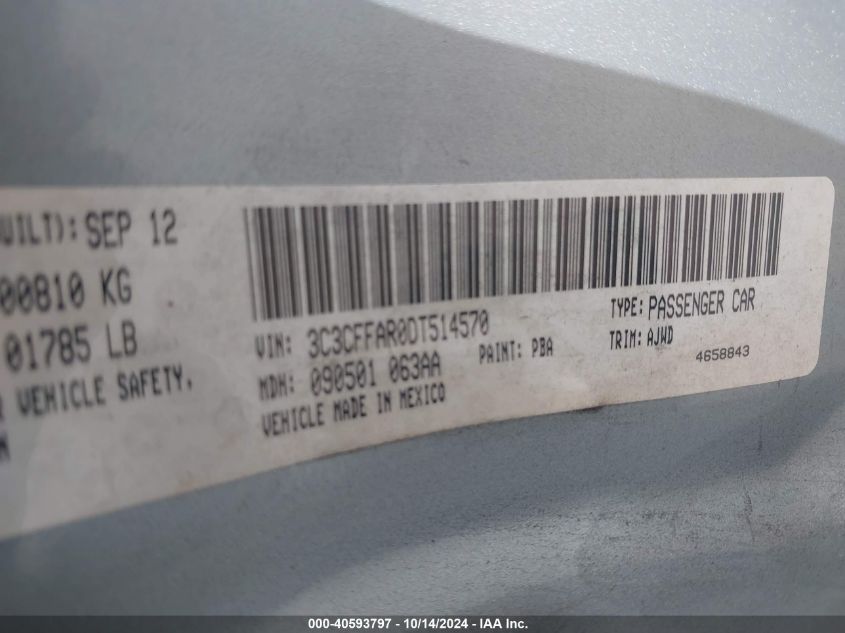 UILT): SEP 12
00810 KG
01785 LB
VEHICLE SAFETY.
VIN: 3C3CFFAR0DT514570
TYPE: PASSENGER CAR
MDH: 090501 063AA
PAINT: PBA
TRIM: AJWD
4658843
VEHICLE MADE IN MEXICO
000-40593797 - 10/14/2024 - IAA Inc.